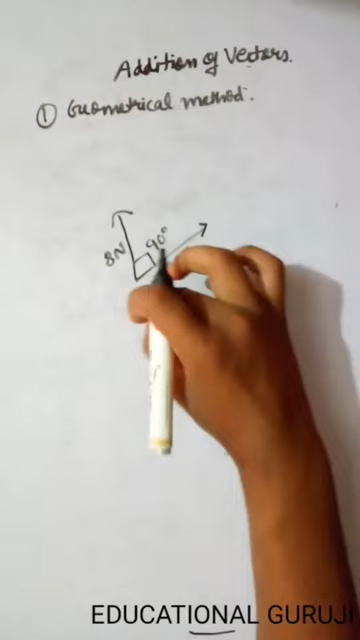 Addition of Vectors.
① Geometrical method.
90°
8N
EDUCATIONAL GURUJI